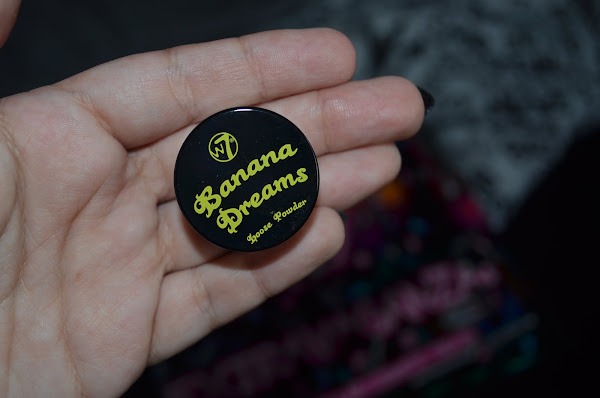 W7
Banana
Dreams
Loose Powder